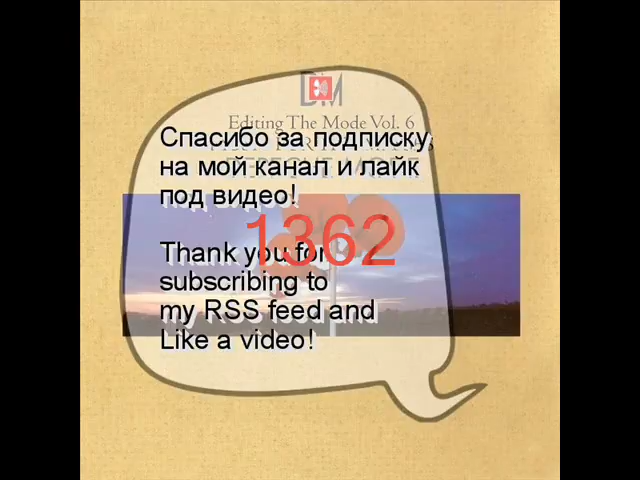 DM
Editing The Mode Vol. 6
Спасибо за подписку
на мой канал и лайк
под видео!
1362
Thank you for
subscribing to
my RSS feed and
Like a video!